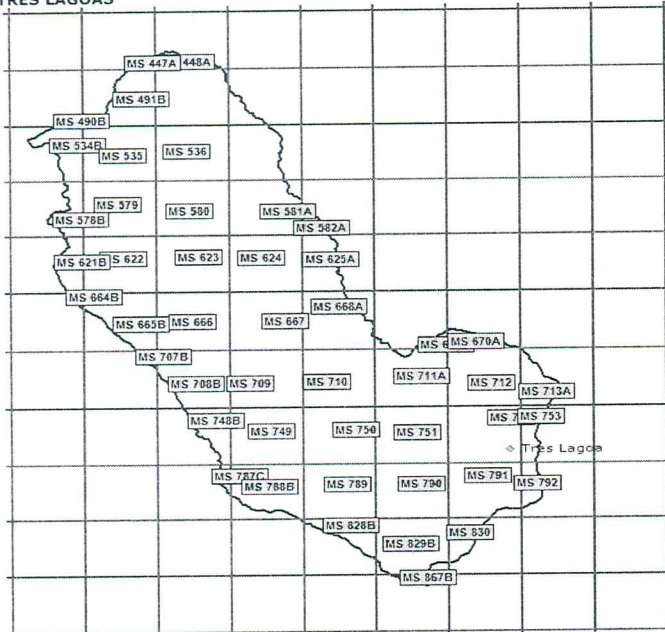 TRES LAGOAS
MS 447A 448A
MS 491B
MS 490B
MS 534B
MS 535
MS 536
MS 579
MS 578B
MS 580
MS 581A
MS 582A
MS 621B MS 622
MS 623
MS 624
MS 625A
MS 664B
MS 665B
MS 666
MS 667
MS 668A
MS 670A
MS 707B
MS 708B
MS 709
MS 710
MS 711A
MS 712
MS 713A
MS 748B
MS 749
MS 750
MS 751
MS 753
Tres Lagoa
MS 787C
MS 788B
MS 789
MS 790
MS 791
MS 792
MS 828B
MS 829B
MS 830
MS 867B